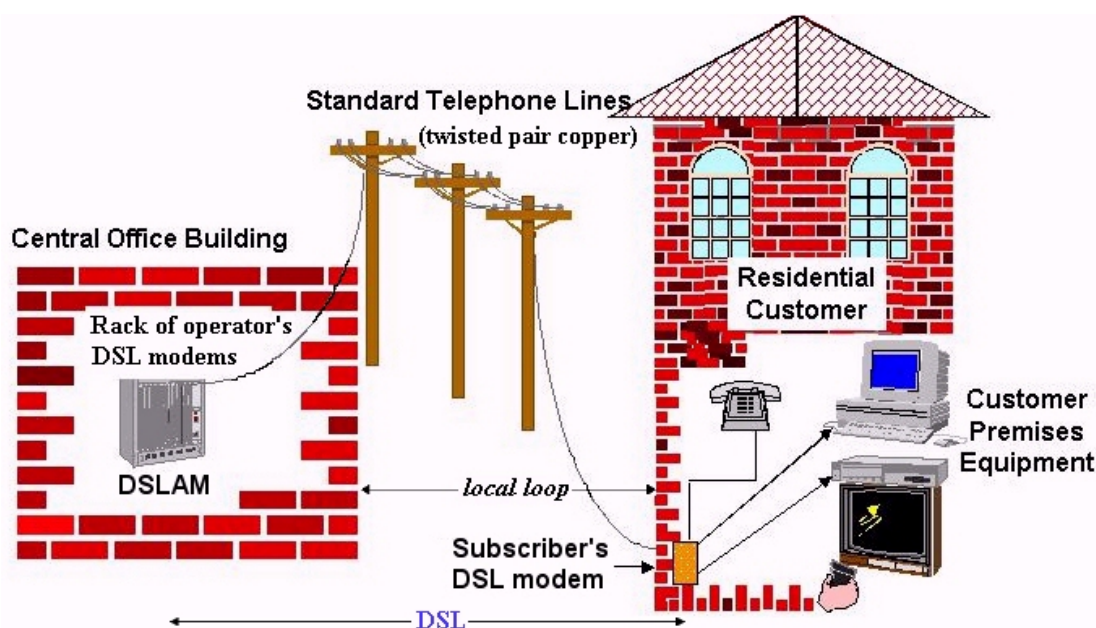 Standard Telephone Lines
(twisted pair copper)
Central Office Building
Rack of operator's
DSL modems
DSLAM
Residential
Customer
Customer
Premises
Equipment
local loop
Subscriber's
DSL modem
DSL